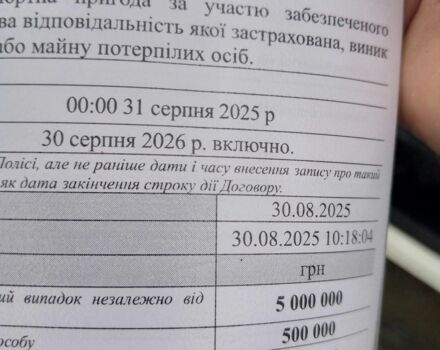 пригода за участю забезпеченого
ва відповідальність якої застрахована, виник
або майну потерпілих осіб.
00:00 31 серпня 2025 р
30 серпня 2026 р. включно.
Полісі, але не раніше дати і часу внесення запису про такий
як дата закінчення строку дії Договору.
30.08.2025
30.08.2025 10:18:04
грн
випадок незалежно від
5 000 000
особу
500 000